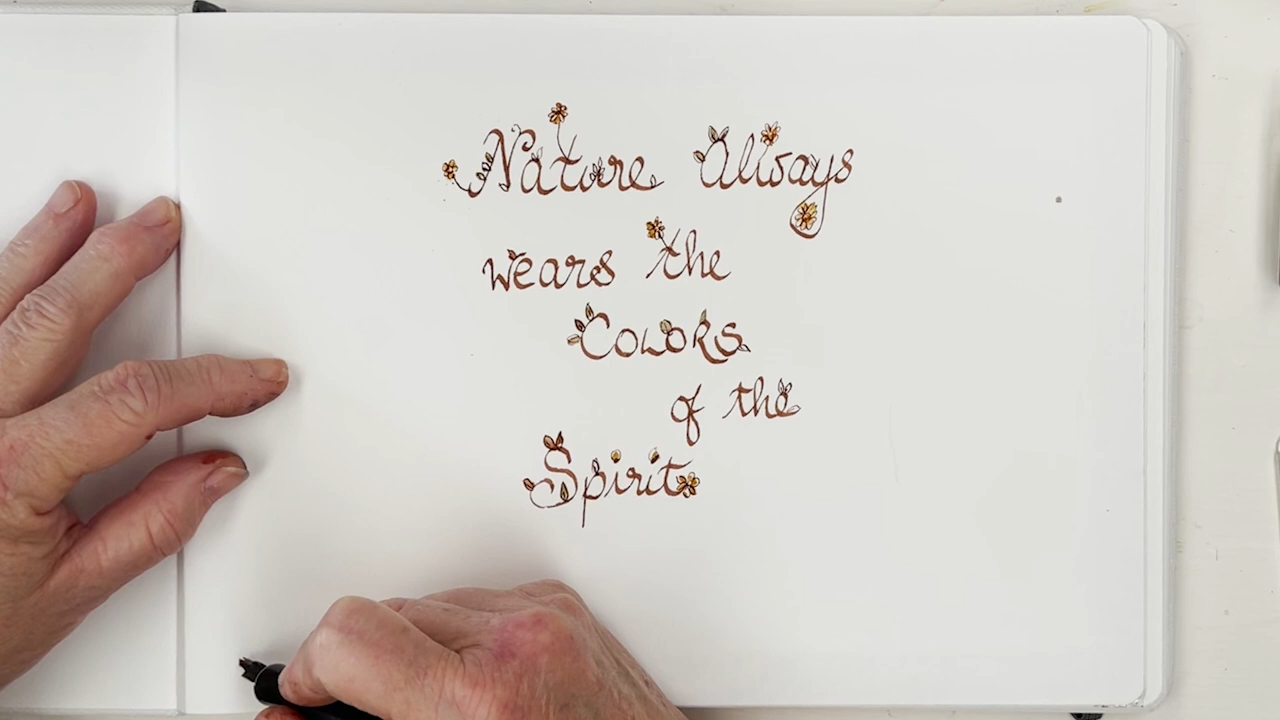 Nature Always
wears the
Colors
of the
Spirit